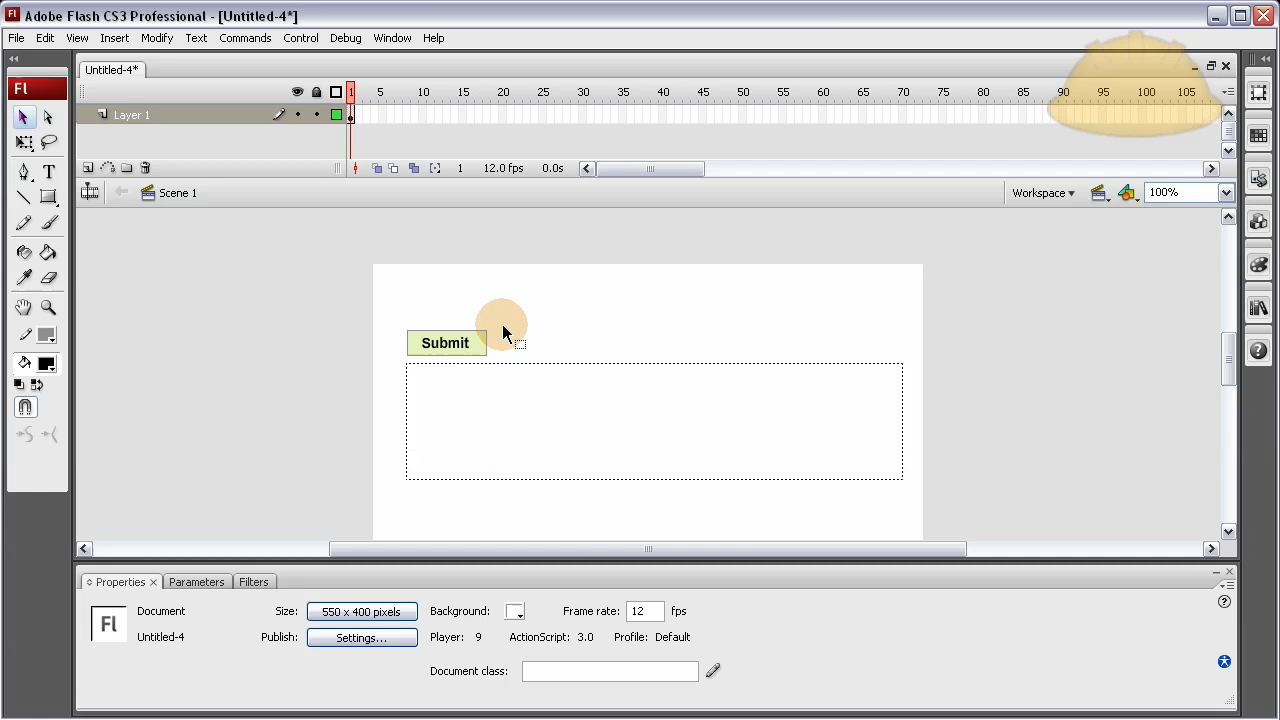 Adobe Flash CS3 Professional - [Untitled-4*]
File Edit View Insert Modify Text Commands Control Debug Window Help
Untitled-4*
Fl
1 5 10 15 20 25 30 35 40 45 50 55 60 65 70 75 80 85 90 95 100 105
Layer 1
1 12.0 fps 0.0s
Scene 1 Workspace 100%
Submit
Properties Parameters Filters
Document Size: 550 x 400 pixels Background: Frame rate: 12 fps
Fl
Untitled-4 Publish: Settings... Player: 9 ActionScript: 3.0 Profile: Default
Document class: